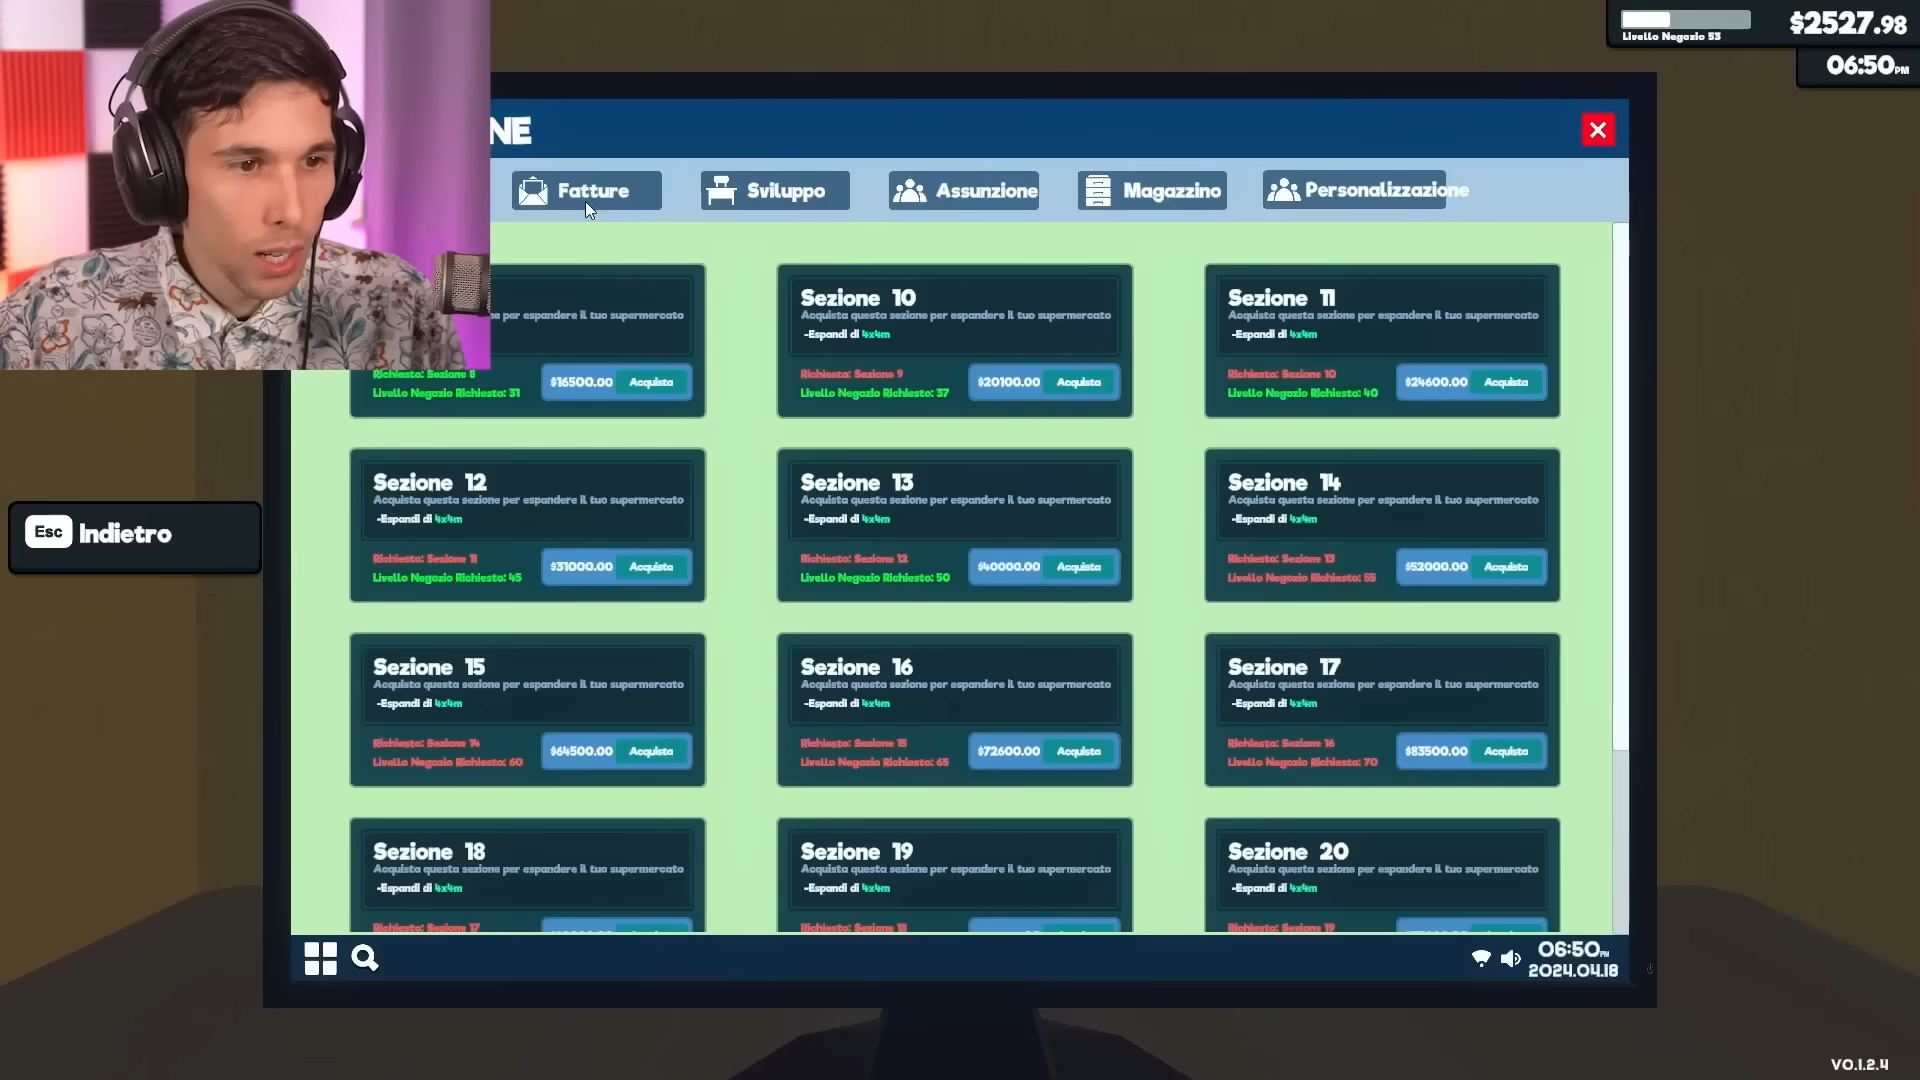 $2527.98
Livello Negozio 53
06:50PM
NE
Fatture
Sviluppo
Assunzione
Magazzino
Personalizzazione
ne per espandere il tuo supermercato
Richiesto: Sezione 8
Livello Negozio Richiesto: 31
$16500.00 Acquista
Sezione 10
Acquista questa sezione per espandere il tuo supermercato
-Espandi di 4x4m
Richiesto: Sezione 9
Livello Negozio Richiesto: 37
$20100.00 Acquista
Sezione 11
Acquista questa sezione per espandere il tuo supermercato
-Espandi di 4x4m
Richiesto: Sezione 10
Livello Negozio Richiesto: 40
$24600.00 Acquista
Sezione 12
Acquista questa sezione per espandere il tuo supermercato
-Espandi di 4x4m
Richiesto: Sezione 11
Livello Negozio Richiesto: 45
$31000.00 Acquista
Sezione 13
Acquista questa sezione per espandere il tuo supermercato
-Espandi di 4x4m
Richiesto: Sezione 12
Livello Negozio Richiesto: 50
$40000.00 Acquista
Sezione 14
Acquista questa sezione per espandere il tuo supermercato
-Espandi di 4x4m
Richiesto: Sezione 13
Livello Negozio Richiesto: 55
$52000.00 Acquista
Esc Indietro
Sezione 15
Acquista questa sezione per espandere il tuo supermercato
-Espandi di 4x4m
Richiesto: Sezione 14
Livello Negozio Richiesto: 60
$64500.00 Acquista
Sezione 16
Acquista questa sezione per espandere il tuo supermercato
-Espandi di 4x4m
Richiesto: Sezione 15
Livello Negozio Richiesto: 65
$72600.00 Acquista
Sezione 17
Acquista questa sezione per espandere il tuo supermercato
-Espandi di 4x4m
Richiesto: Sezione 16
Livello Negozio Richiesto: 70
$83500.00 Acquista
Sezione 18
Acquista questa sezione per espandere il tuo supermercato
-Espandi di 4x4m
Richiesto: Sezione 17
Sezione 19
Acquista questa sezione per espandere il tuo supermercato
-Espandi di 4x4m
Richiesto: Sezione 18
Sezione 20
Acquista questa sezione per espandere il tuo supermercato
-Espandi di 4x4m
Richiesto: Sezione 19
06:50PM
2024.04.18
V0.1.2.4